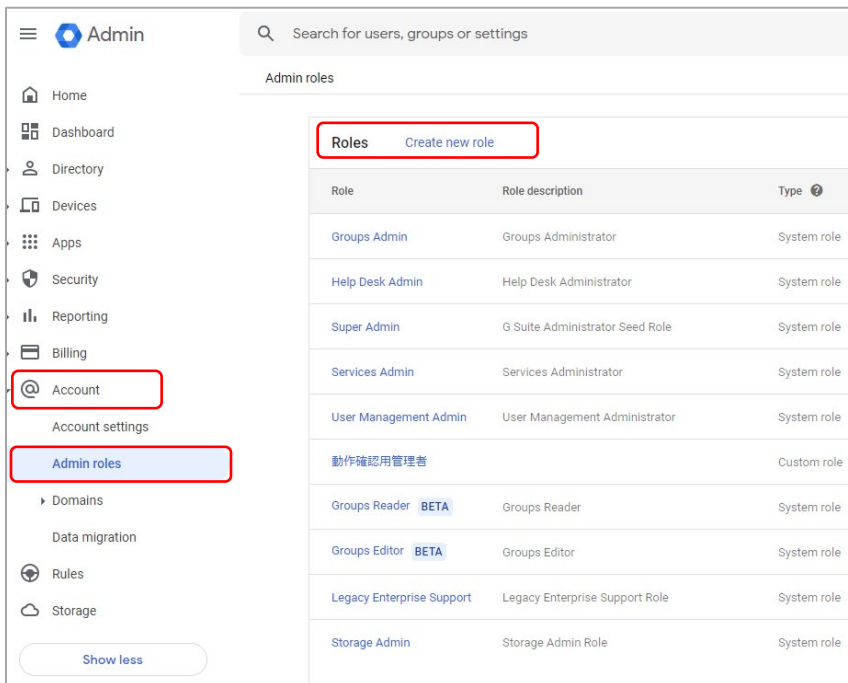 Admin
Search for users, groups or settings
Admin roles
Home
Dashboard
Directory
Devices
Apps
Security
Reporting
Billing
Account
Account settings
Admin roles
Domains
Data migration
Rules
Storage
Show less
Roles Create new role
Role Role description Type ?
Groups Admin Groups Administrator System role
Help Desk Admin Help Desk Administrator System role
Super Admin G Suite Administrator Seed Role System role
Services Admin Services Administrator System role
User Management Admin User Management Administrator System role
動作確認用管理者 Custom role
Groups Reader BETA Groups Reader System role
Groups Editor BETA Groups Editor System role
Legacy Enterprise Support Legacy Enterprise Support Role System role
Storage Admin Storage Admin Role System role